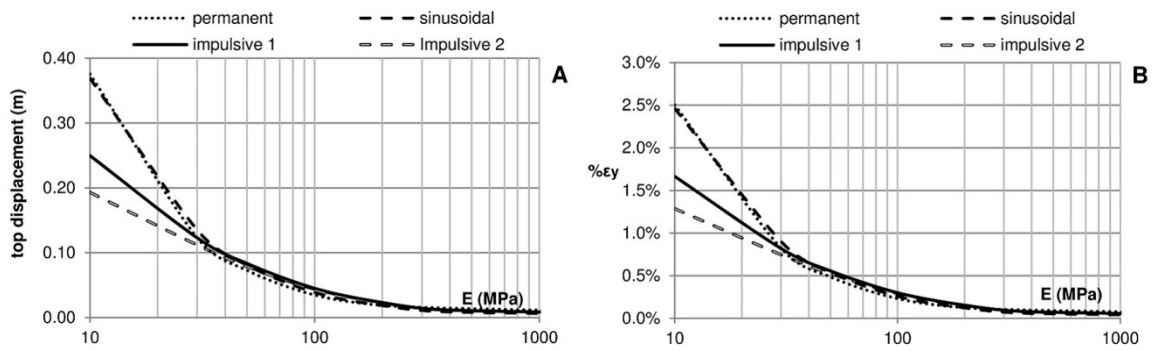 permanent
sinusoidal
impulsive 1
Impulsive 2
A
top displacement (m)
0.40
0.30
0.20
0.10
0.00
E (MPa)
10
100
1000
permanent
sinusoidal
impulsive 1
impulsive 2
B
%εy
3.0%
2.5%
2.0%
1.5%
1.0%
0.5%
0.0%
E (MPa)
10
100
1000